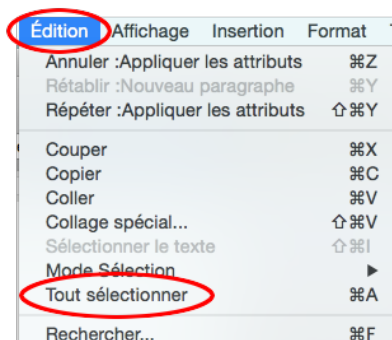 Édition Affichage Insertion Format
Annuler :Appliquer les attributs ⌘Z
Rétablir :Nouveau paragraphe ⌘Y
Répéter :Appliquer les attributs ⇧⌘Y
Couper ⌘X
Copier ⌘C
Coller ⌘V
Collage spécial... ⇧⌘V
Sélectionner le texte ⇧⌘I
Mode Sélection ▶
Tout sélectionner ⌘A
Rechercher... ⌘F